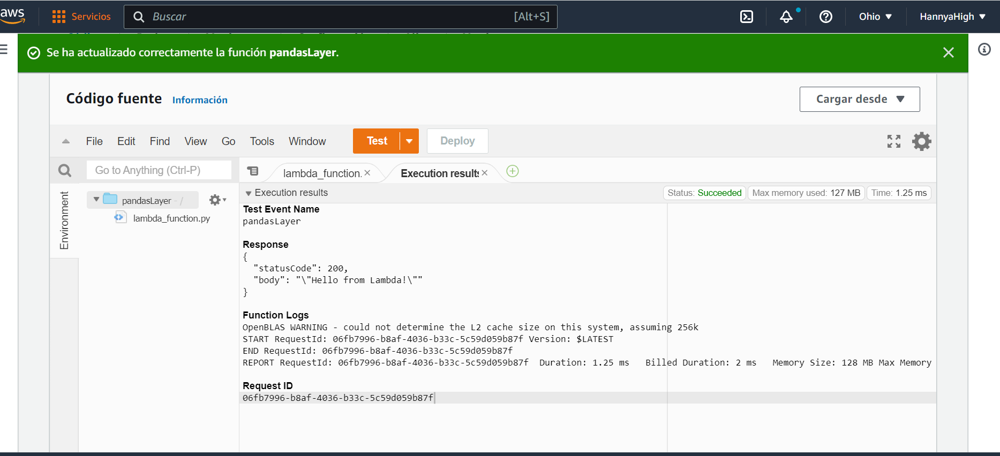 aws
Servicios
Buscar
[Alt+S]
Ohio
HannyaHigh
Se ha actualizado correctamente la función pandasLayer.
Código fuente
Información
Cargar desde
File Edit Find View Go Tools Window
Test
Deploy
Go to Anything (Ctrl-P)
lambda_function.
Execution results
Environment
pandasLayer - /
lambda_function.py
Execution results
Status: Succeeded
Max memory used: 127 MB
Time: 1.25 ms
Test Event Name
pandasLayer
Response
{
"statusCode": 200,
"body": "\"Hello from Lambda!\""
}
Function Logs
OpenBLAS WARNING - could not determine the L2 cache size on this system, assuming 256k
START RequestId: 06fb7996-b8af-4036-b33c-5c59d059b87f Version: $LATEST
END RequestId: 06fb7996-b8af-4036-b33c-5c59d059b87f
REPORT RequestId: 06fb7996-b8af-4036-b33c-5c59d059b87f Duration: 1.25 ms Billed Duration: 2 ms Memory Size: 128 MB Max Memory
Request ID
06fb7996-b8af-4036-b33c-5c59d059b87f